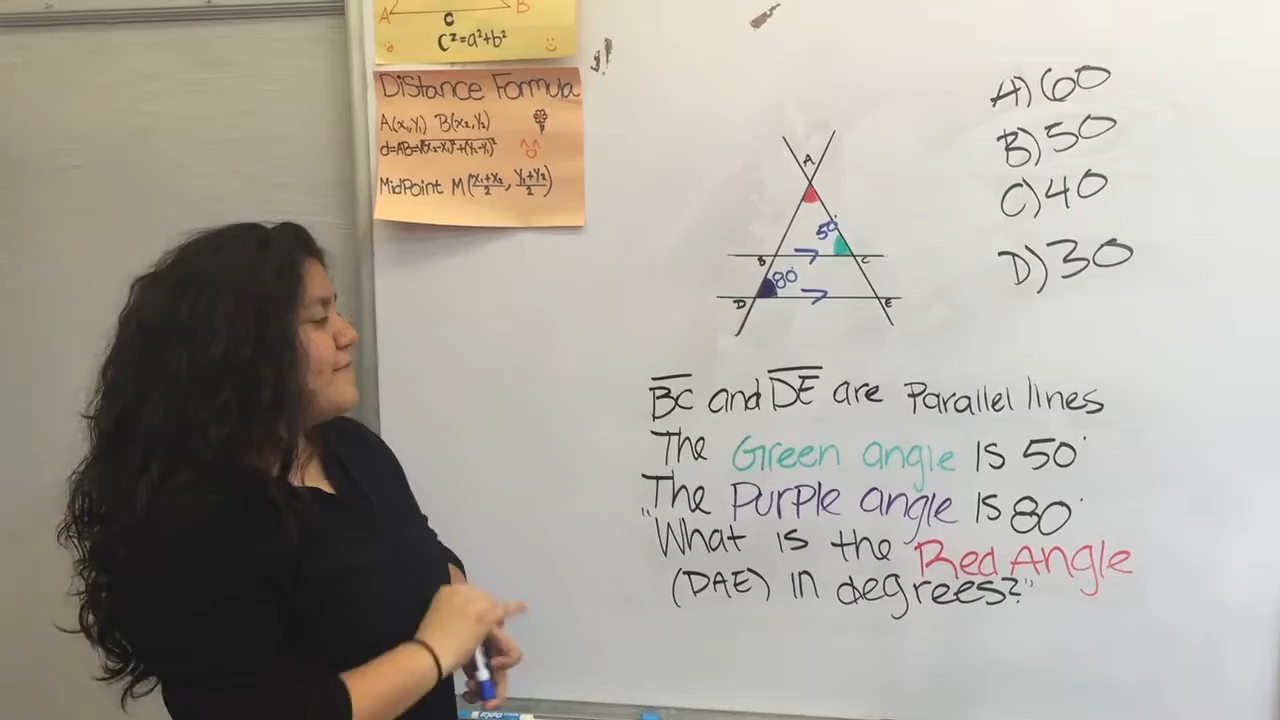 A C B
C²=a²+b²
Distance Formula
A(x₁,y₁) B(x₂,y₂)
d=AB=√(x₂-x₁)²+(y₂-y₁)²
MidPoint M(x₁+x₂/2, y₁+y₂/2)
A
50°
B C
80°
D E
A) 60
B) 50
C) 40
D) 30
BC and DE are Parallel lines
The Green angle is 50°
The Purple angle is 80°
"What is the Red Angle
(DAE) in degrees?"